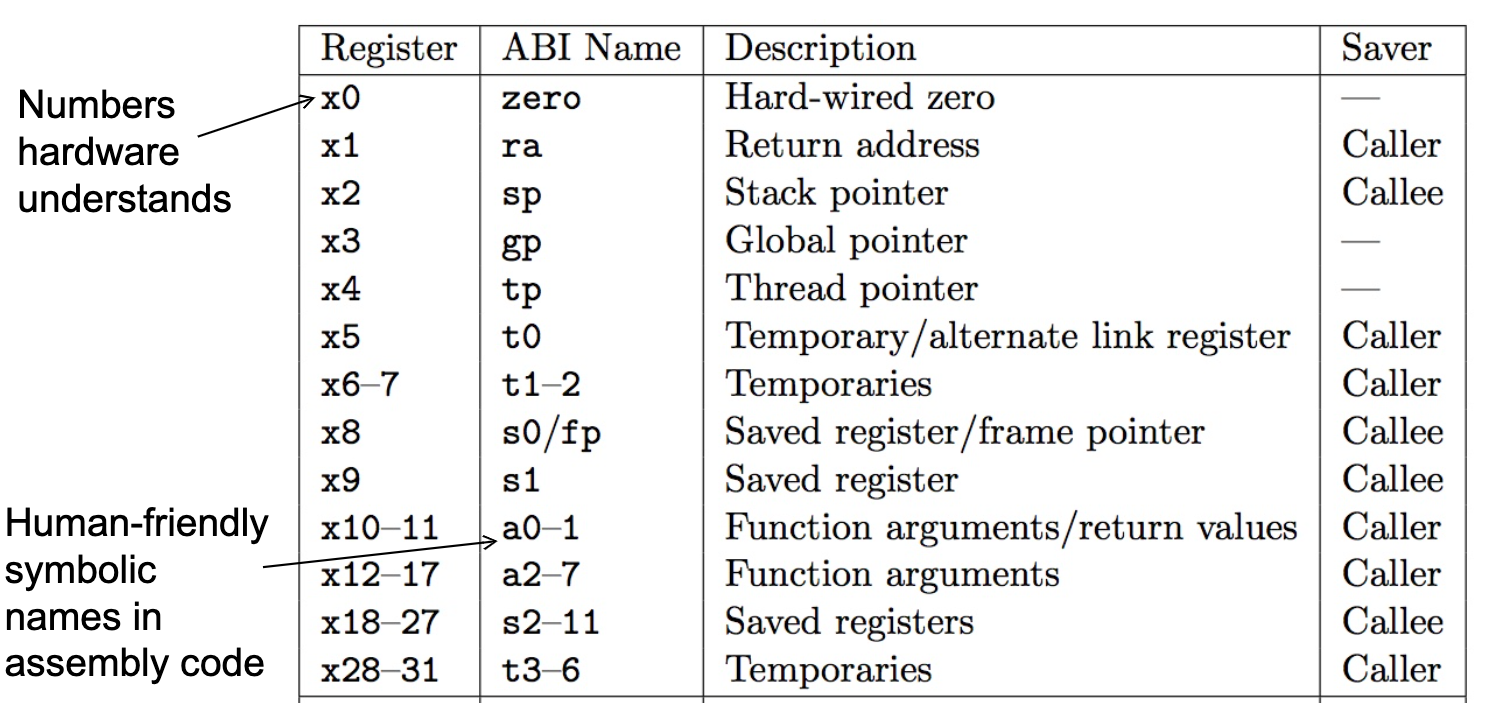 Register ABI Name Description Saver
Numbers
hardware
understands
x0 zero Hard-wired zero —
x1 ra Return address Caller
x2 sp Stack pointer Callee
x3 gp Global pointer —
x4 tp Thread pointer —
x5 t0 Temporary/alternate link register Caller
x6–7 t1–2 Temporaries Caller
x8 s0/fp Saved register/frame pointer Callee
x9 s1 Saved register Callee
Human-friendly
symbolic
names in
assembly code
x10–11 a0–1 Function arguments/return values Caller
x12–17 a2–7 Function arguments Caller
x18–27 s2–11 Saved registers Callee
x28–31 t3–6 Temporaries Caller